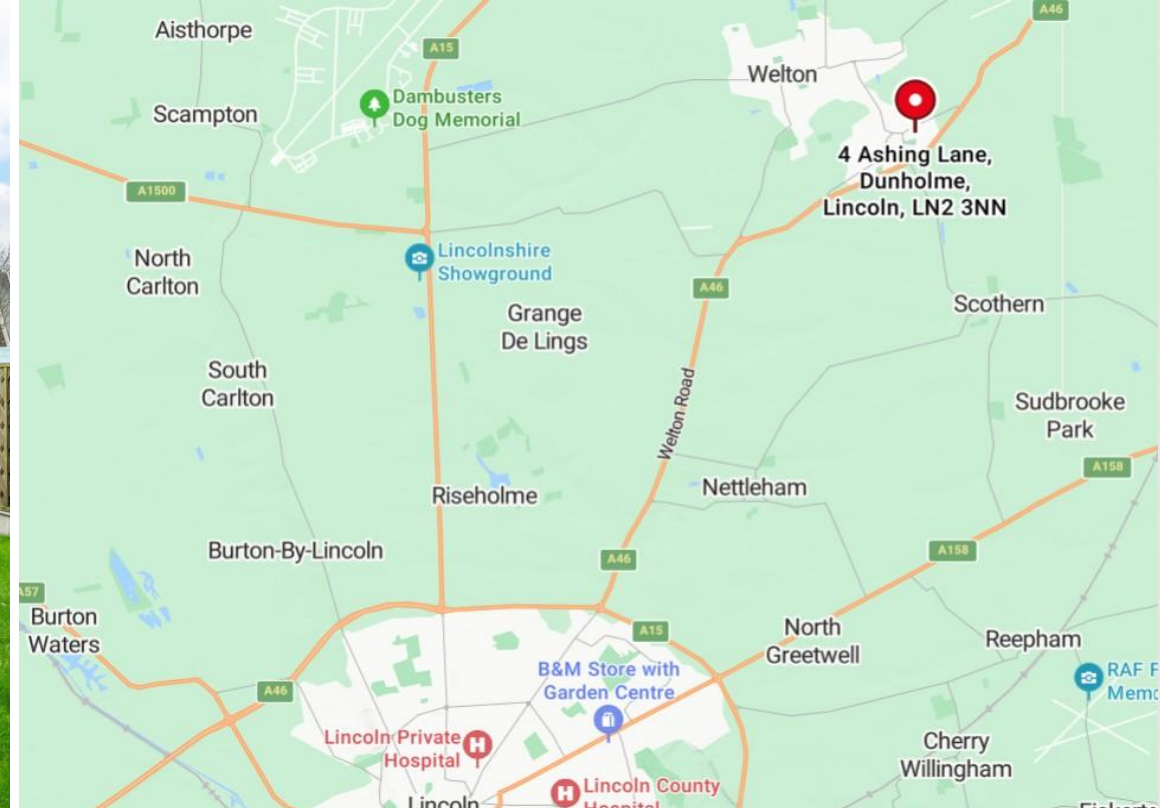 A46
Aisthorpe
A15
Welton
Dambusters
Dog Memorial
Scampton
4 Ashing Lane,
Dunholme,
Lincoln, LN2 3NN
A1500
North
Carlton
Lincolnshire
Showground
A46
Scothern
Grange
De Lings
South
Carlton
Welton Road
Sudbrooke
Park
A158
Riseholme
Nettleham
Burton-By-Lincoln
A46
A158
A57
Burton
Waters
A15
North
Greetwell
Reepham
B&M Store with
Garden Centre
RAF F
Memo
A46
Lincoln Private
Hospital
Cherry
Willingham
Lincoln County
Hospital
Lincoln